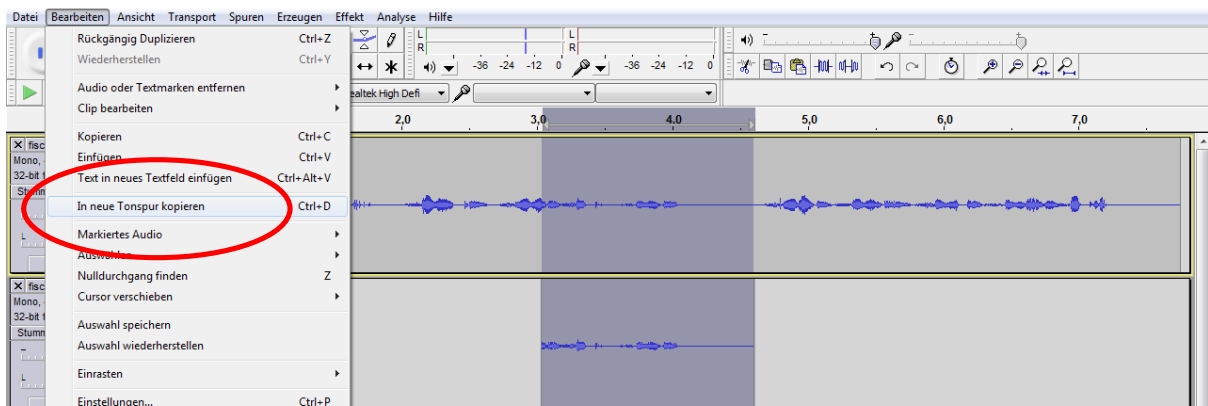 Datei Bearbeiten Ansicht Transport Spuren Erzeugen Effekt Analyse Hilfe
Rückgängig Duplizieren Ctrl+Z
Wiederherstellen Ctrl+Y
Audio oder Textmarken entfernen
Clip bearbeiten
Kopieren Ctrl+C
Einfügen Ctrl+V
Text in neues Textfeld einfügen Ctrl+Alt+V
In neue Tonspur kopieren Ctrl+D
Markiertes Audio
Auswählen
Nulldurchgang finden Z
Cursor verschieben
Auswahl speichern
Auswahl wiederherstellen
Einrasten
Einstellungen... Ctrl+P
L
R
-36 -24 -12 0
L
R
-36 -24 -12 0
ealtek High Defi
2,0 3,0 4,0 5,0 6,0 7,0
X fisc
Mono,
32-bit
L
X fisc
Mono,
32-bit
Stumm
L